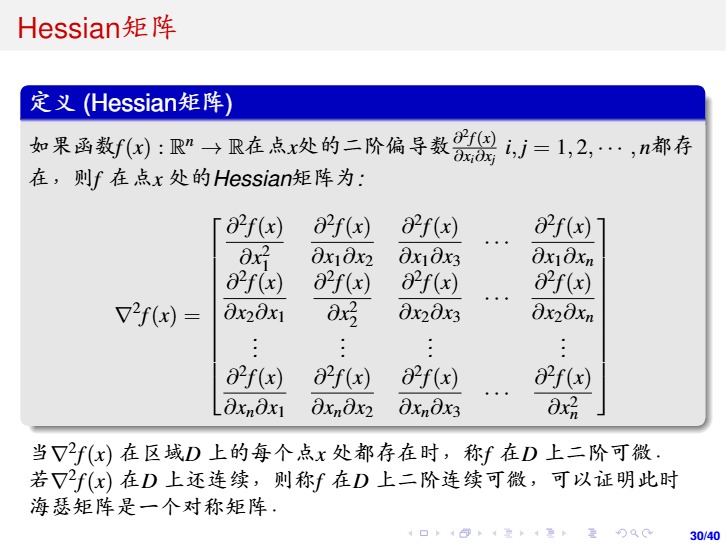 Hessian矩阵
定义 (Hessian矩阵)
如果函数f(x) : ℝⁿ → ℝ在点x处的二阶偏导数 ∂²f(x)/∂xᵢ∂xⱼ i, j = 1, 2, ⋯ , n都存
在，则f 在点x 处的Hessian矩阵为:
∂²f(x)/∂x₁² ∂²f(x)/∂x₁∂x₂ ∂²f(x)/∂x₁∂x₃ ⋯ ∂²f(x)/∂x₁∂xₙ
∂²f(x)/∂x₂∂x₁ ∂²f(x)/∂x₂² ∂²f(x)/∂x₂∂x₃ ⋯ ∂²f(x)/∂x₂∂xₙ
∇²f(x) =
⋮ ⋮ ⋮ ⋮
∂²f(x)/∂xₙ∂x₁ ∂²f(x)/∂xₙ∂x₂ ∂²f(x)/∂xₙ∂x₃ ⋯ ∂²f(x)/∂xₙ²
当∇²f(x) 在区域D 上的每个点x 处都存在时，称f 在D 上二阶可微．
若∇²f(x) 在D 上还连续，则称f 在D 上二阶连续可微，可以证明此时
海瑟矩阵是一个对称矩阵．
30/40